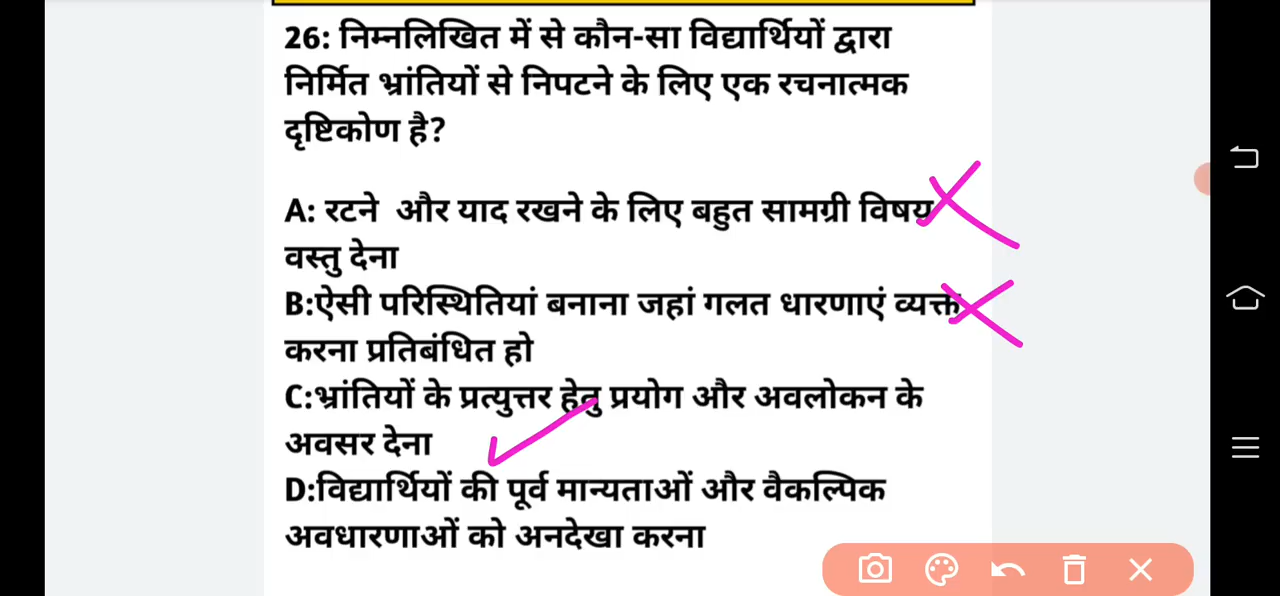 26: निम्नलिखित में से कौन-सा विद्यार्थियों द्वारा
निर्मित भ्रांतियों से निपटने के लिए एक रचनात्मक
दृष्टिकोण है?
A: रटने और याद रखने के लिए बहुत सामग्री विषय
वस्तु देना
B:ऐसी परिस्थितियां बनाना जहां गलत धारणाएं व्यक्त
करना प्रतिबंधित हो
C:भ्रांतियों के प्रत्युत्तर हेतु प्रयोग और अवलोकन के
अवसर देना
D:विद्यार्थियों की पूर्व मान्यताओं और वैकल्पिक
अवधारणाओं को अनदेखा करना